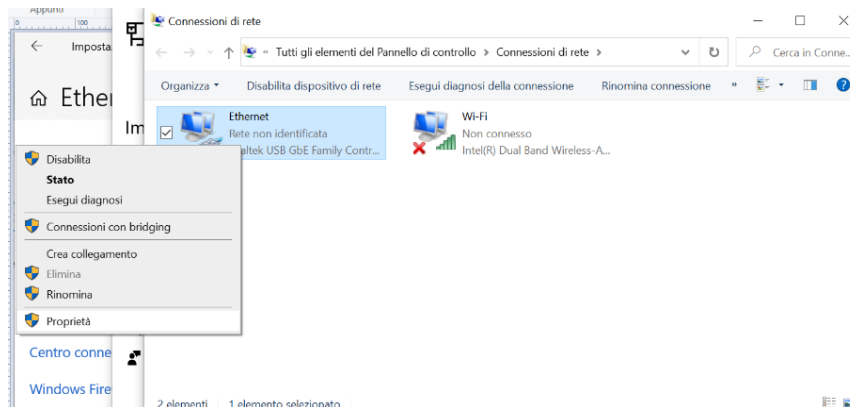 Appunti
0
100
Connessioni di rete
Imposta
Tutti gli elementi del Pannello di controllo > Connessioni di rete >
Cerca in Conne...
Ether
Organizza
Disabilita dispositivo di rete
Esegui diagnosi della connessione
Rinomina connessione
»
Im
Ethernet
Rete non identificata
altek USB GbE Family Contr...
Wi-Fi
Non connesso
Intel(R) Dual Band Wireless-A...
Disabilita
Stato
Esegui diagnosi
Connessioni con bridging
Crea collegamento
Elimina
Rinomina
Proprietà
Centro conne
Windows Fire
2 elementi
1 elemento selezionato